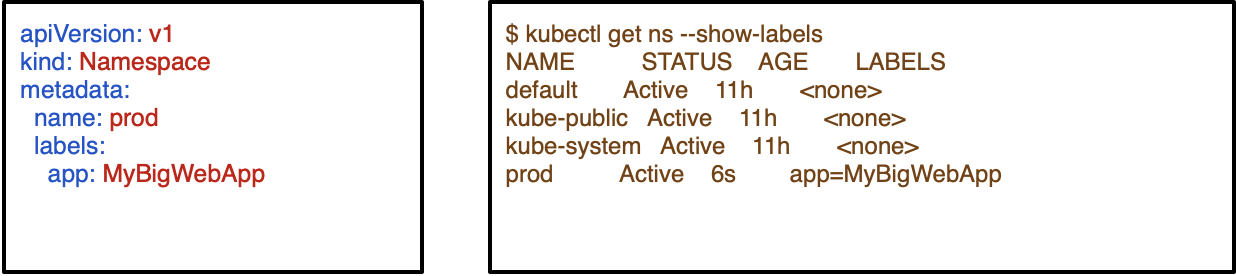 apiVersion: v1
kind: Namespace
metadata:
  name: prod
  labels:
    app: MyBigWebApp
$ kubectl get ns --show-labels
NAME          STATUS    AGE       LABELS
default       Active    11h       <none>
kube-public   Active    11h       <none>
kube-system   Active    11h       <none>
prod          Active    6s        app=MyBigWebApp